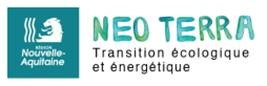 RÉGION
Nouvelle-
Aquitaine
NEO TERRA
Transition écologique
et énergétique